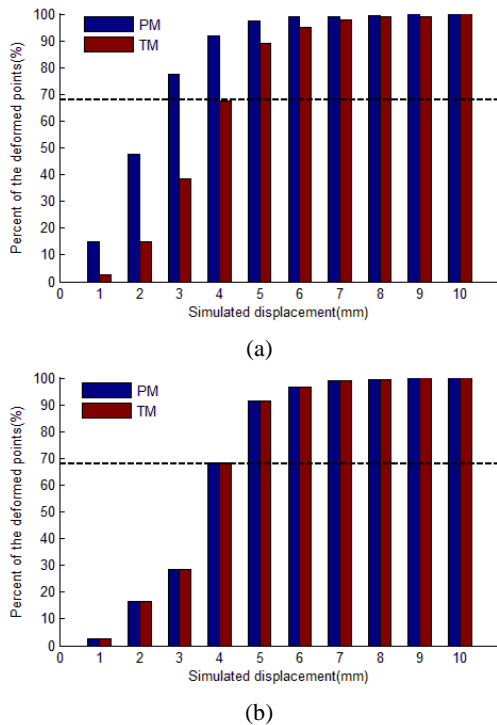 100
90
80
70
60
50
40
30
20
10
0
Percent of the deformed points(%)
PM
TM
0 1 2 3 4 5 6 7 8 9 10
Simulated displacement(mm)
(a)
100
90
80
70
60
50
40
30
20
10
0
Percent of the deformed points(%)
PM
TM
0 1 2 3 4 5 6 7 8 9 10
Simulated displacement(mm)
(b)